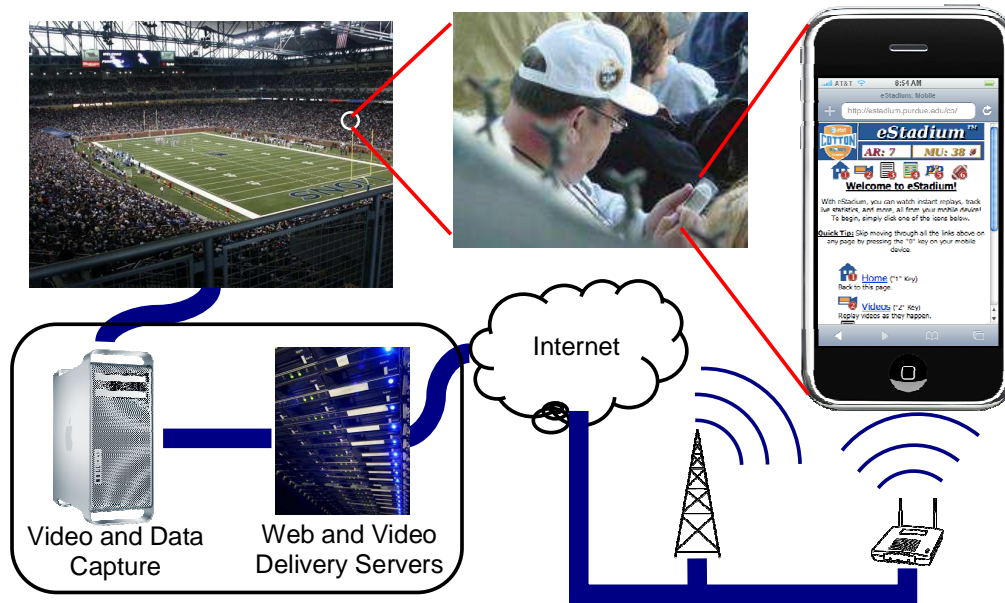 SNOO
AT&T 8:54 AM
eStadium: Mobile
http://estadium.purdue.edu/cb/
COTTON
eStadium™
AR: 7 MU: 38
Welcome to eStadium!
With eStadium, you can watch instant replays, track
live statistics, and more, all from your mobile device!
To begin, simply click one of the icons below.
Quick Tip: Skip moving through all the links above on
any page by pressing the "0" key on your mobile
device.
Home ("1" Key)
Back to this page.
Videos ("2" Key)
Replay videos as they happen.
Internet
Video and Data
Capture
Web and Video
Delivery Servers